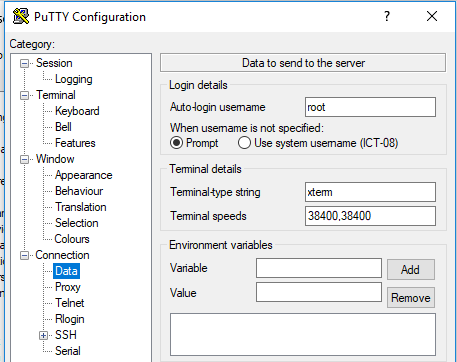 PuTTY Configuration
?
Category:
Session
Logging
Terminal
Keyboard
Bell
Features
Window
Appearance
Behaviour
Translation
Selection
Colours
Connection
Data
Proxy
Telnet
Rlogin
SSH
Serial
Data to send to the server
Login details
Auto-login username root
When username is not specified:
Prompt Use system username (ICT-08)
Terminal details
Terminal-type string xterm
Terminal speeds 38400,38400
Environment variables
Variable Add
Value Remove